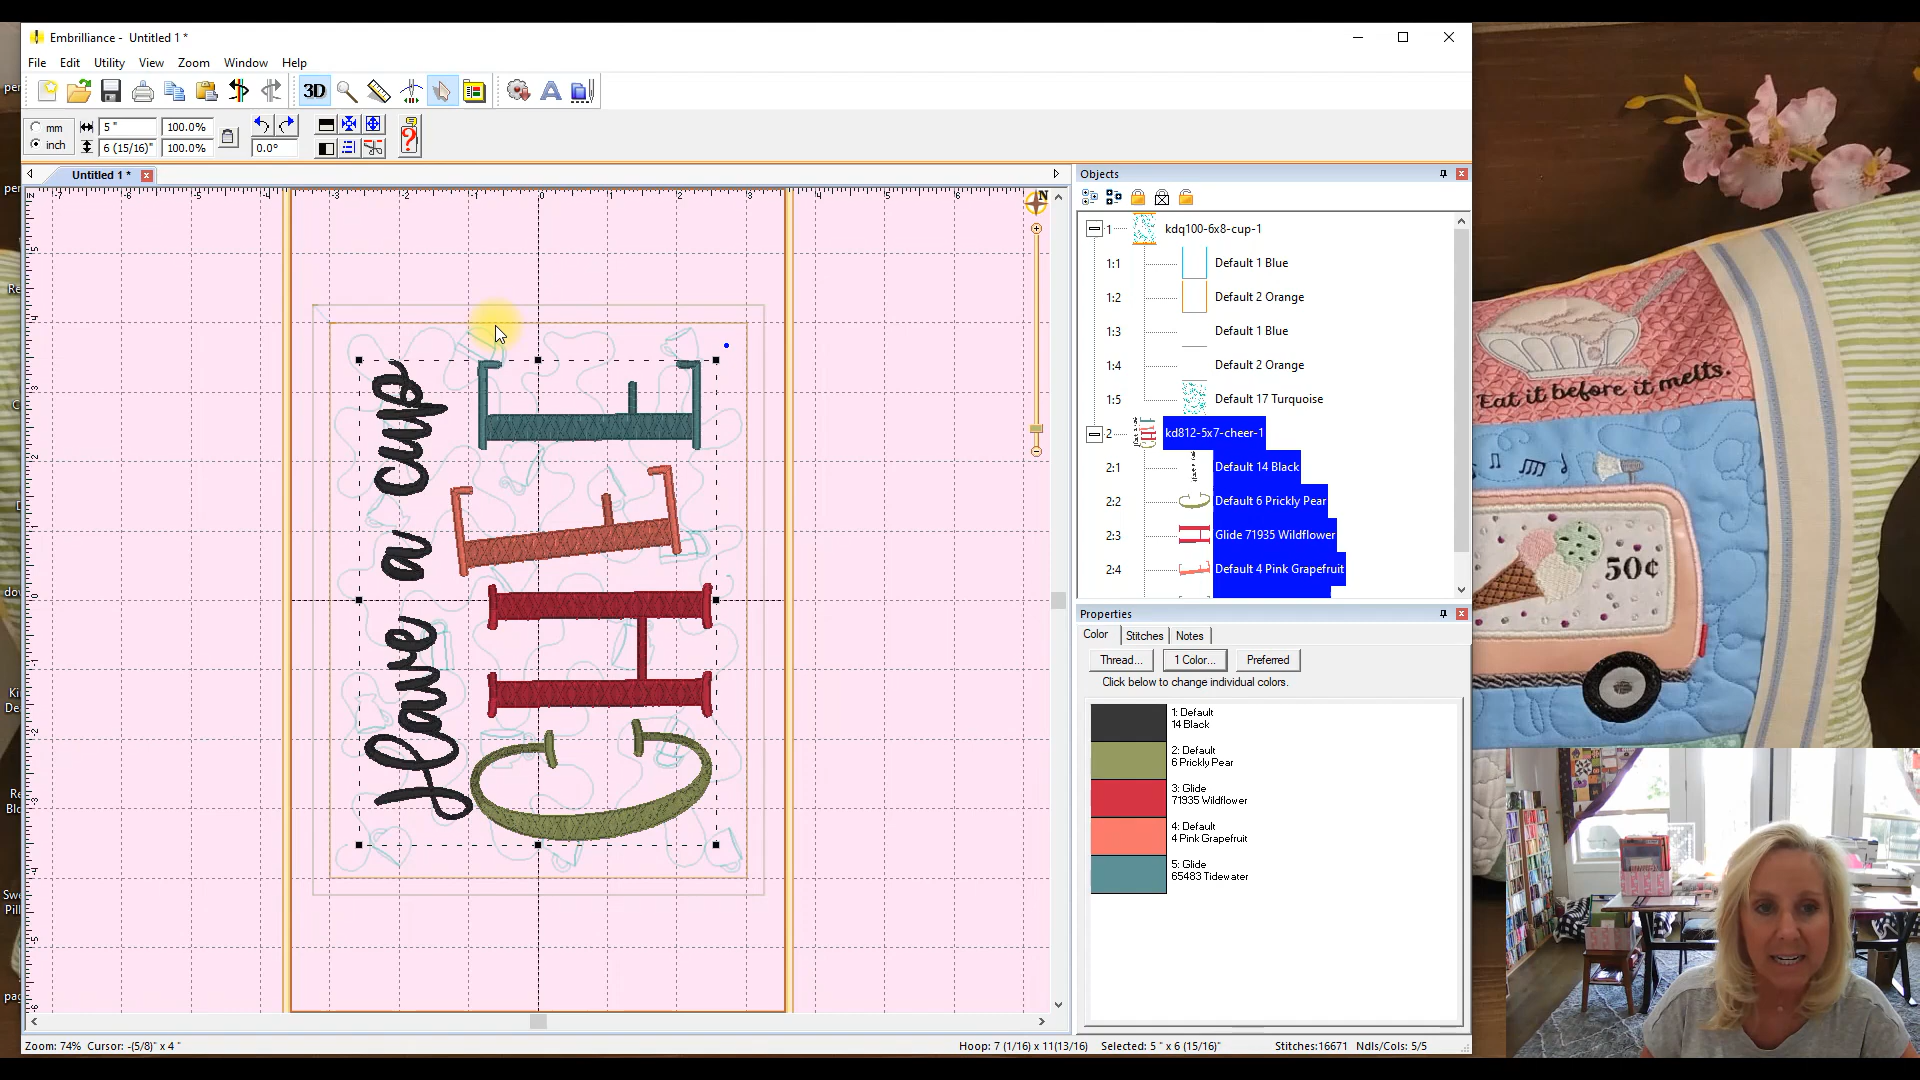 Embrilliance - Untitled 1 *
File Edit Utility View Zoom Window Help
3D
mm 5 " 100.0%
inch 6 (15/16)" 100.0% 0.0°
Untitled 1 *
Have a cup
CHEER
Objects
1 kdq100-6x8-cup-1
1:1 Default 1 Blue
1:2 Default 2 Orange
1:3 Default 1 Blue
1:4 Default 2 Orange
1:5 Default 17 Turquoise
2 kd812-5x7-cheer-1
2:1 Default 14 Black
2:2 Default 6 Prickly Pear
2:3 Glide 71935 Wildflower
2:4 Default 4 Pink Grapefruit
Properties
Color Stitches Notes
Thread... 1 Color... Preferred
Click below to change individual colors.
1: Default
14 Black
2: Default
6 Prickly Pear
3: Glide
71935 Wildflower
4: Default
4 Pink Grapefruit
5: Glide
65483 Tidewater
Zoom: 74% Cursor: -(5/8)" x 4 " Hoop: 7 (1/16) x 11(13/16) Selected: 5 " x 6 (15/16)" Stitches:16671 Ndls/Cols: 5/5
Eat it before it melts.
50¢